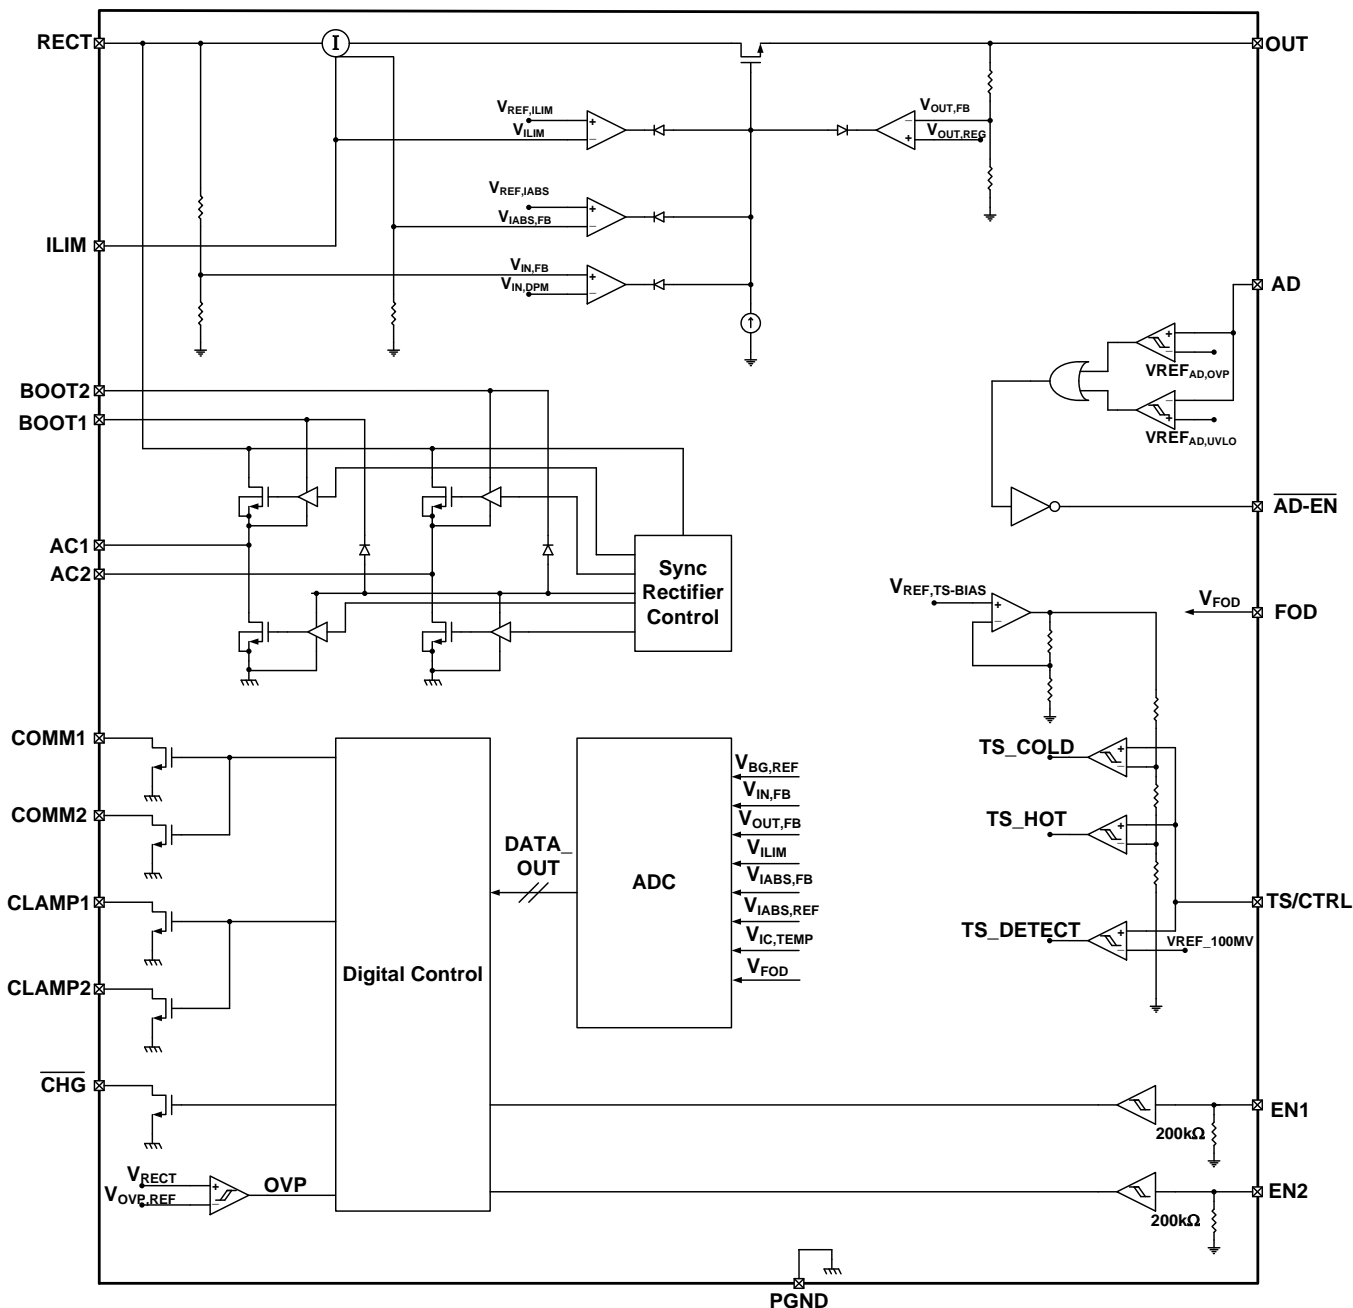 RECT
I
OUT
VREF,ILIM
VILIM
VOUT,FB
VOUT,REG
VREF,IABS
VIABS,FB
ILIM
VIN,FB
VIN,DPM
AD
VREFAD,OVP
VREFAD,UVLO
BOOT2
BOOT1
AD-EN
AC1
AC2
Sync
Rectifier
Control
VREF,TS-BIAS
VFOD
FOD
COMM1
COMM2
CLAMP1
CLAMP2
CHG
Digital Control
DATA_
OUT
ADC
VBG,REF
VIN,FB
VOUT,FB
VILIM
VIABS,FB
VIABS,REF
VIC,TEMP
VFOD
TS_COLD
TS_HOT
TS_DETECT
VREF_100MV
TS/CTRL
EN1
200kΩ
EN2
200kΩ
VRECT
VOVP,REF
OVP
PGND